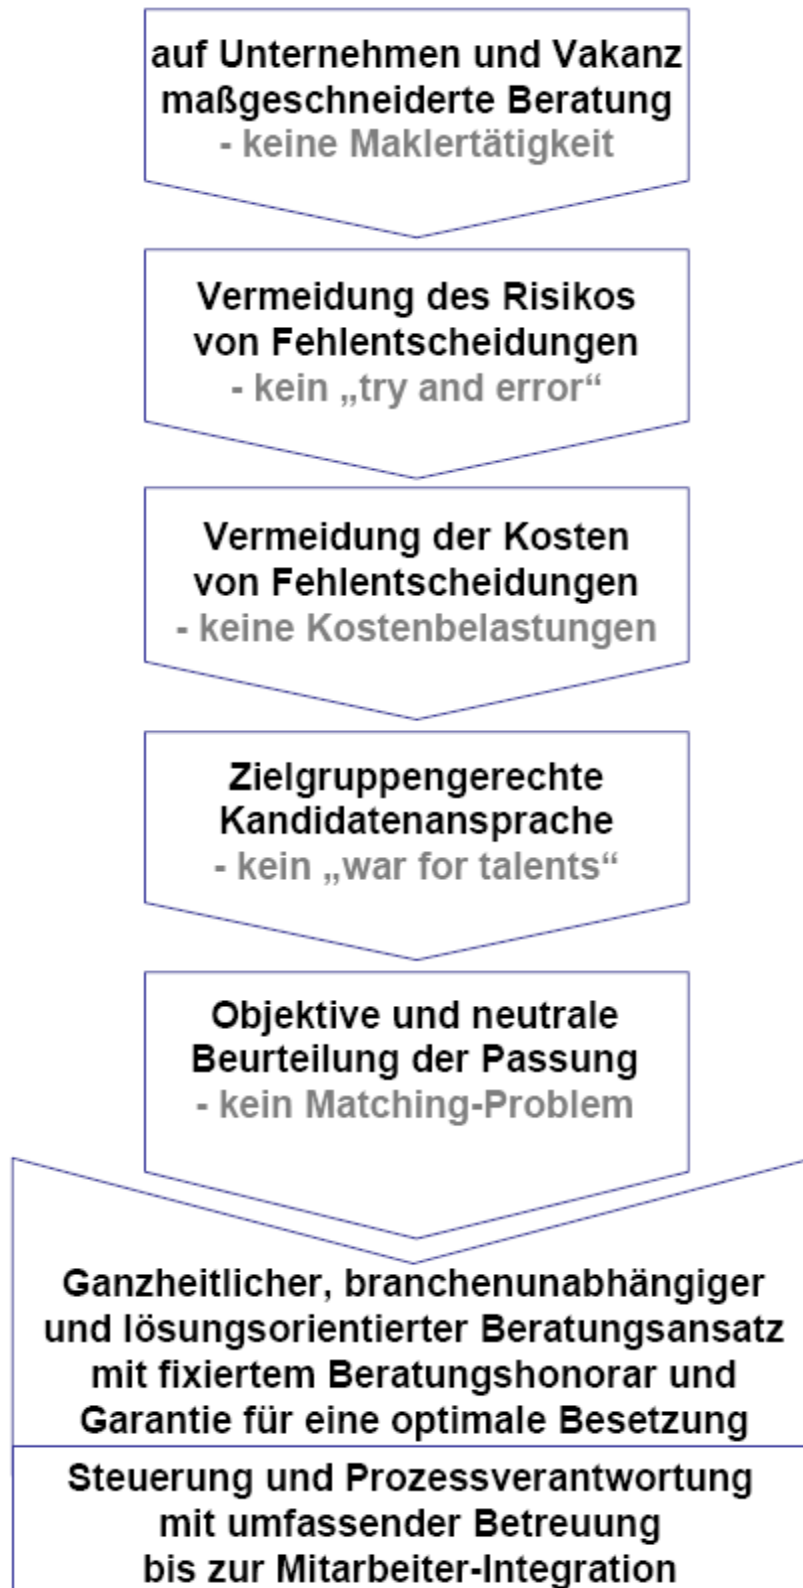 auf Unternehmen und Vakanz
maßgeschneiderte Beratung
- keine Maklertätigkeit
Vermeidung des Risikos
von Fehlentscheidungen
- kein „try and error“
Vermeidung der Kosten
von Fehlentscheidungen
- keine Kostenbelastungen
Zielgruppengerechte
Kandidatenansprache
- kein „war for talents“
Objektive und neutrale
Beurteilung der Passung
- kein Matching-Problem
Ganzheitlicher, branchenunabhängiger
und lösungsorientierter Beratungsansatz
mit fixiertem Beratungshonorar und
Garantie für eine optimale Besetzung
Steuerung und Prozessverantwortung
mit umfassender Betreuung
bis zur Mitarbeiter-Integration